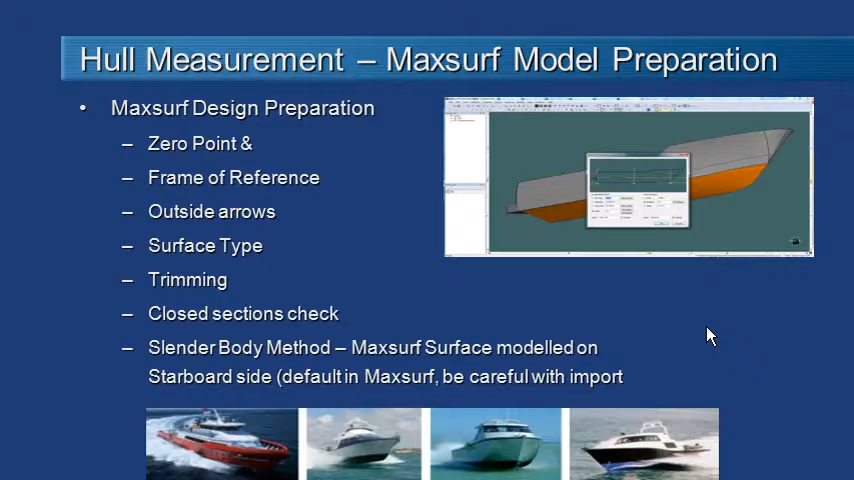 Hull Measurement – Maxsurf Model Preparation
• Maxsurf Design Preparation
– Zero Point &
– Frame of Reference
– Outside arrows
– Surface Type
– Trimming
– Closed sections check
– Slender Body Method – Maxsurf Surface modelled on
Starboard side (default in Maxsurf, be careful with import